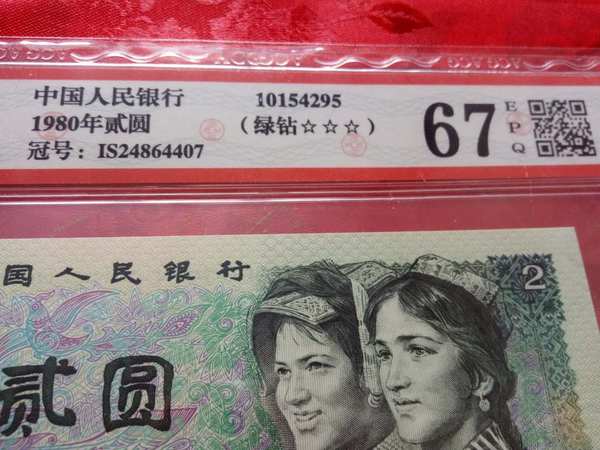 中国人民银行 10154295
1980年贰圆 (绿钻☆☆☆)
冠号: IS24864407
67 EPQ
国人民银行
2
贰圆